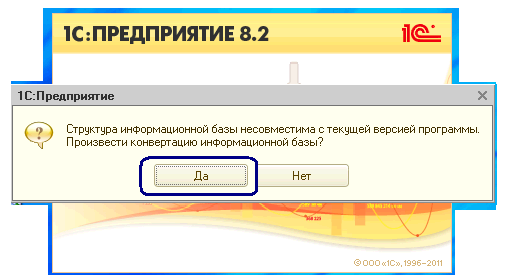 1С:ПРЕДПРИЯТИЕ 8.2
1С
1С:Предприятие
Структура информационной базы несовместима с текущей версией программы.
Произвести конвертацию информационной базы?
Да
Нет
© ООО «1С», 1996–2011